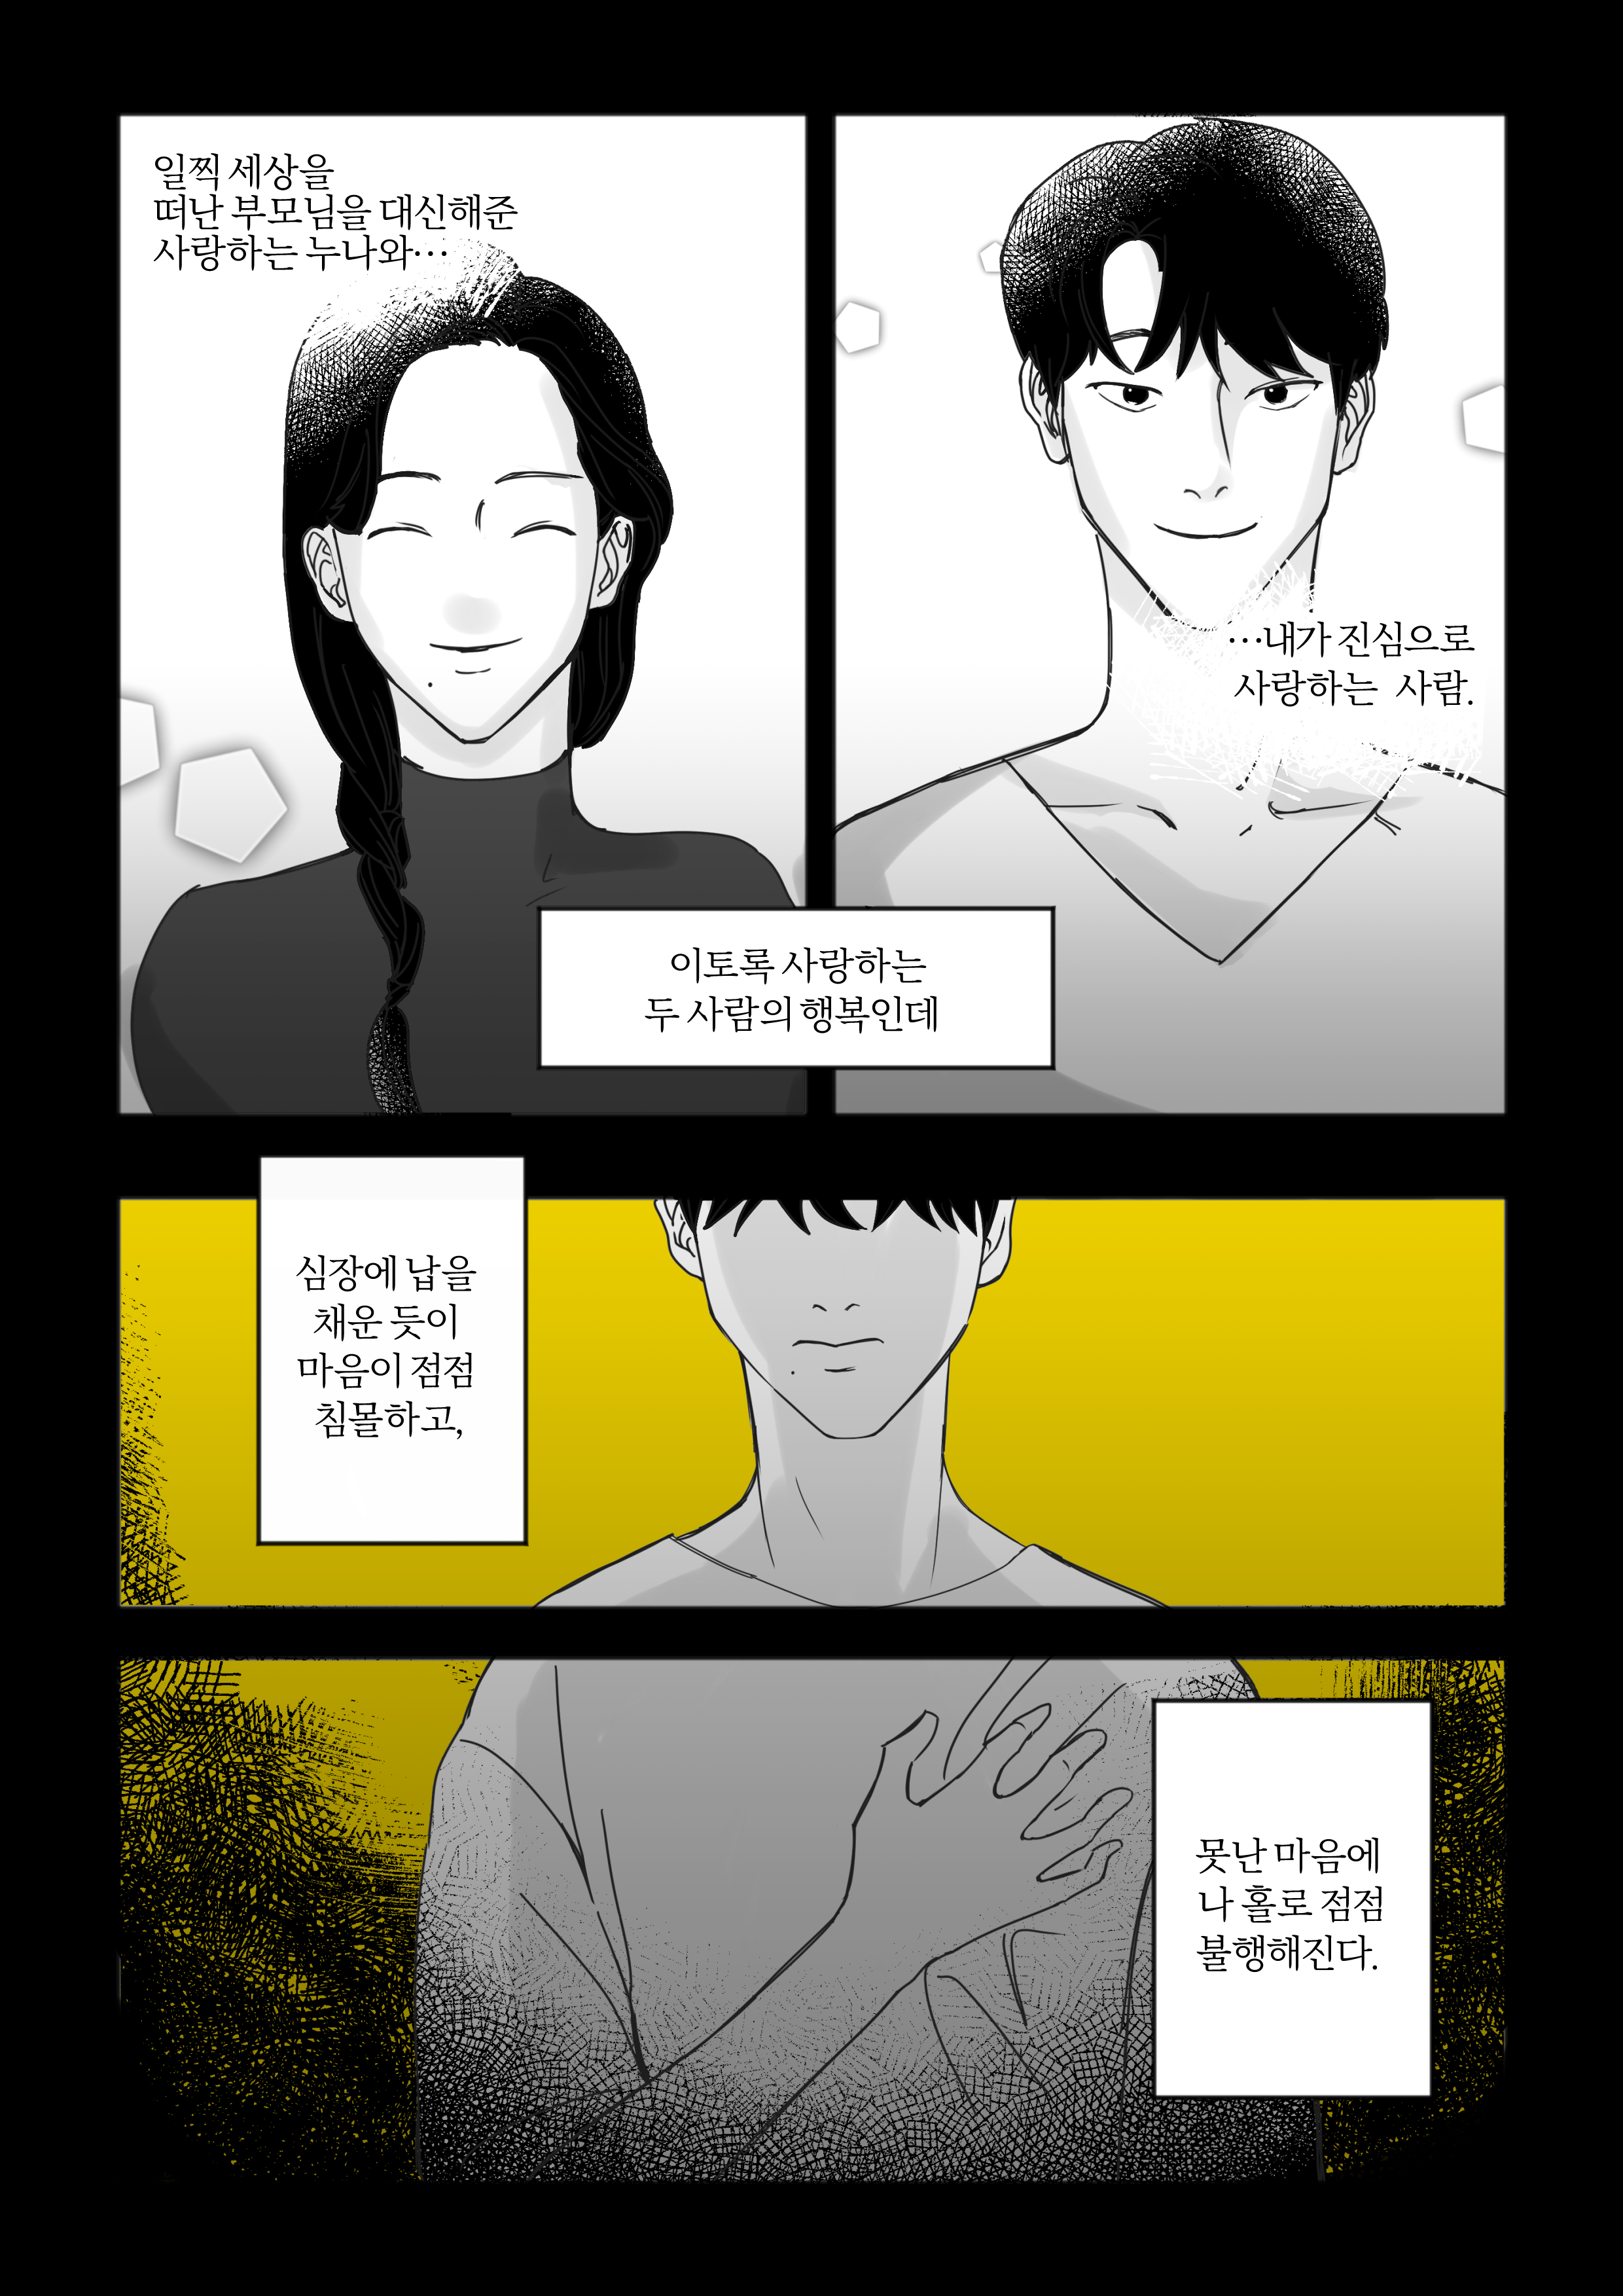 일찍 세상을
떠난 부모님을 대신해준
사랑하는 누나와…
…내가 진심으로
사랑하는 사람.
이토록 사랑하는
두 사람의 행복인데
심장에 납을
채운 듯이
마음이 점점
침몰하고,
못난 마음에
나 홀로 점점
불행해진다.